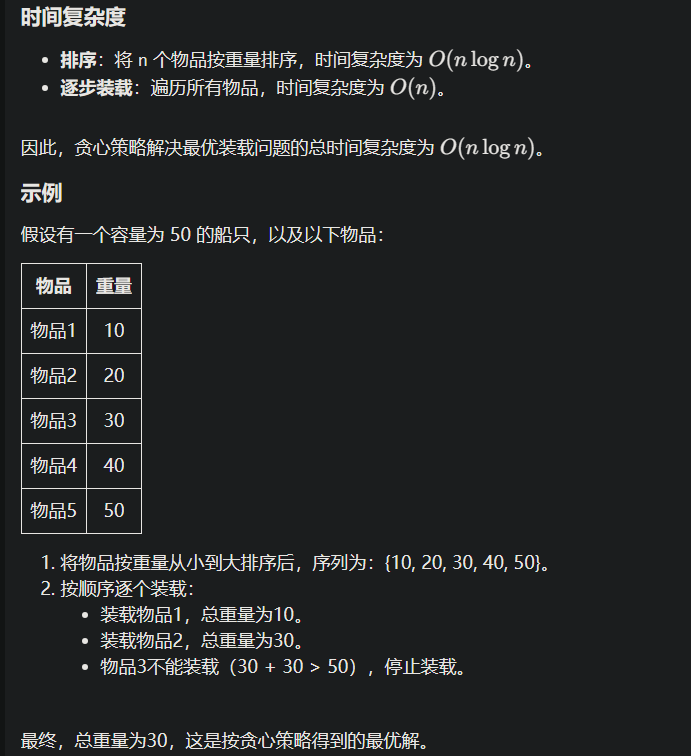 时间复杂度
排序：将 n 个物品按重量排序，时间复杂度为 O(n log n)。
逐步装载：遍历所有物品，时间复杂度为 O(n)。
因此，贪心策略解决最优装载问题的总时间复杂度为 O(n log n)。
示例
假设有一个容量为 50 的船只，以及以下物品：
物品 重量
物品1 10
物品2 20
物品3 30
物品4 40
物品5 50
1. 将物品按重量从小到大排序后，序列为：{10, 20, 30, 40, 50}。
2. 按顺序逐个装载：
装载物品1，总重量为10。
装载物品2，总重量为30。
物品3不能装载（30 + 30 > 50），停止装载。
最终，总重量为30，这是按贪心策略得到的最优解。